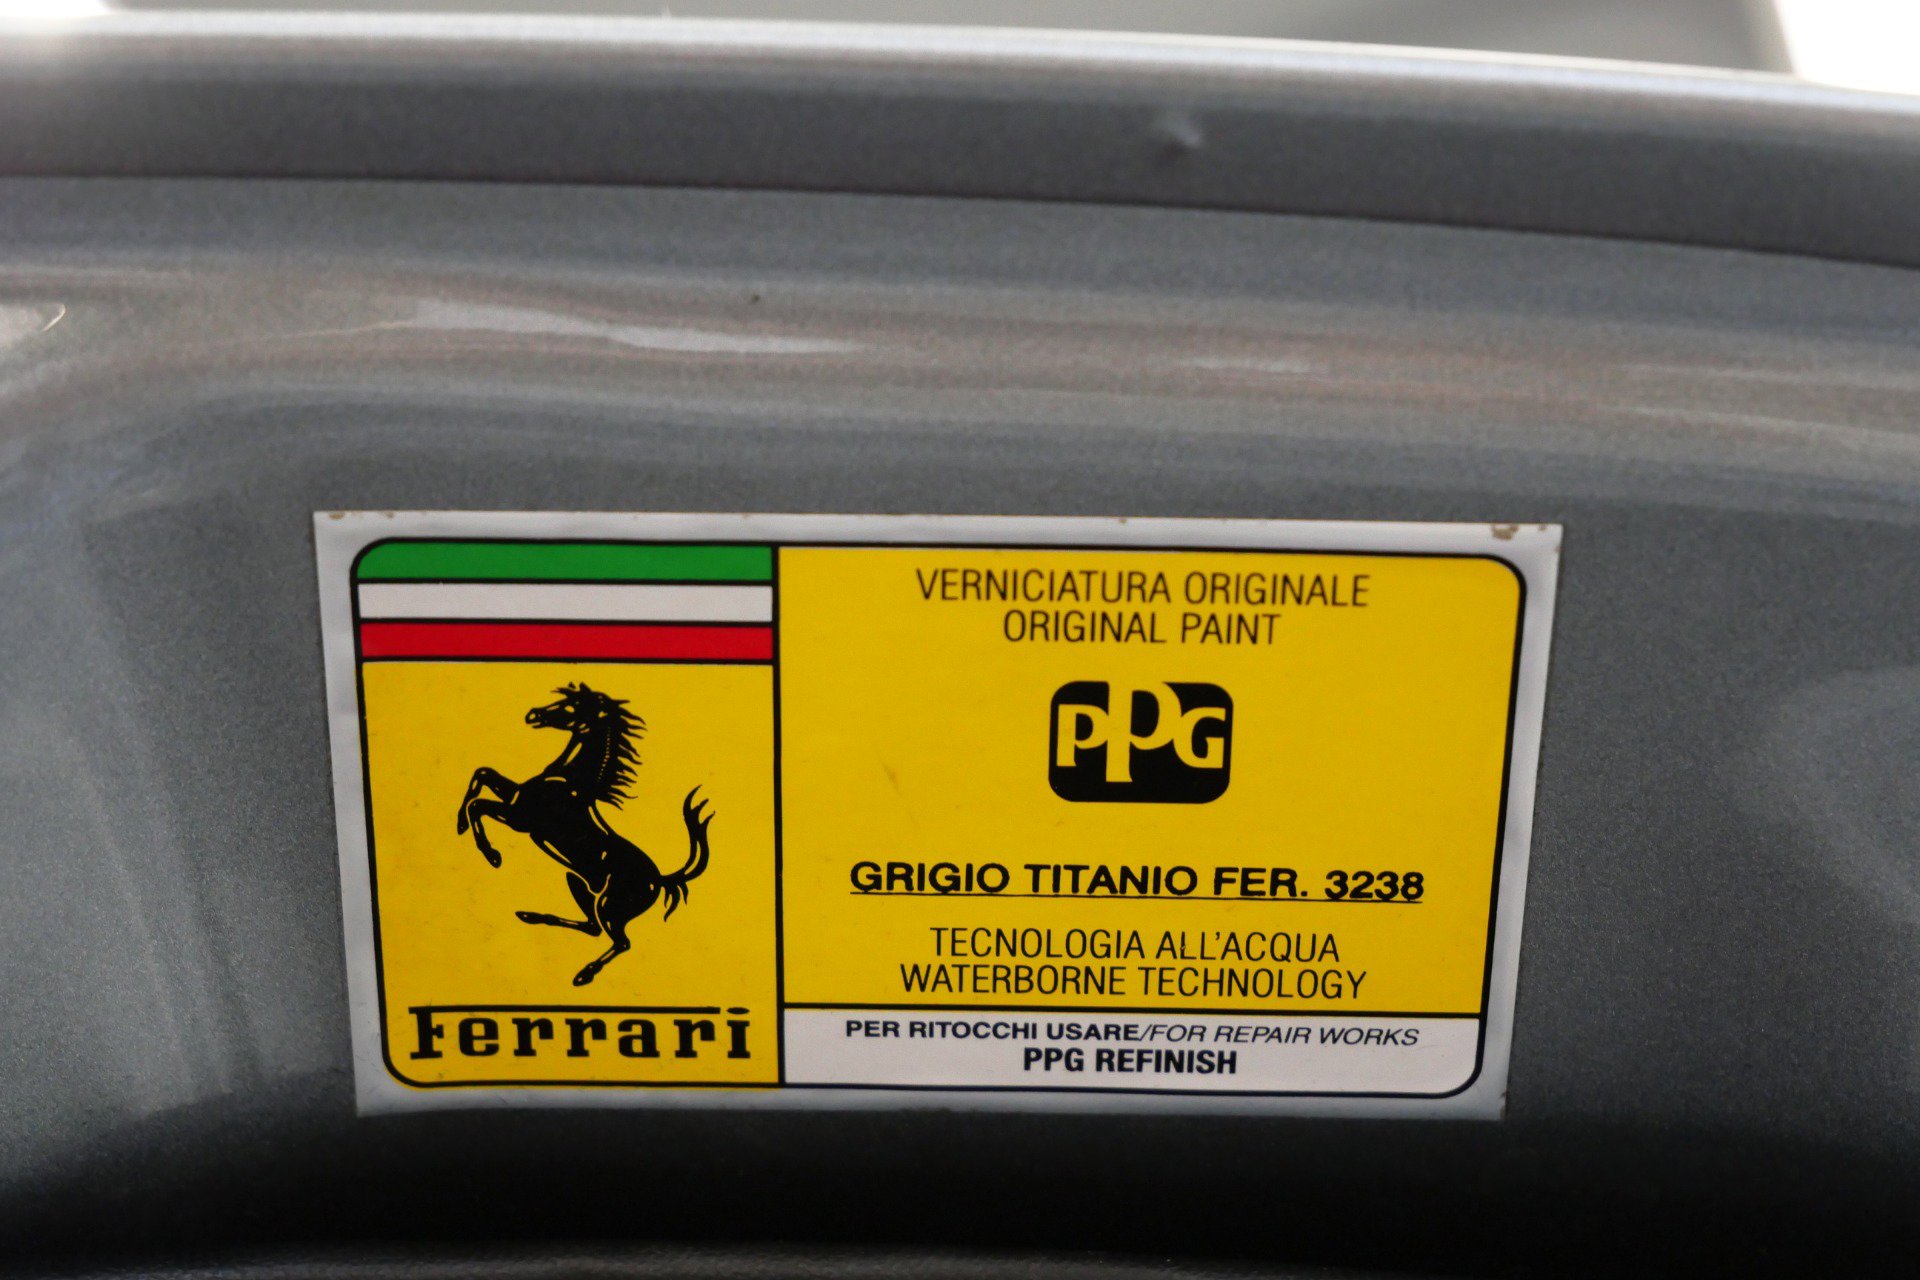 VERNICIATURA ORIGINALE
ORIGINAL PAINT
PPG
GRIGIO TITANIO FER. 3238
TECNOLOGIA ALL'ACQUA
WATERBORNE TECHNOLOGY
Ferrari
PER RITOCCHI USARE/FOR REPAIR WORKS
PPG REFINISH